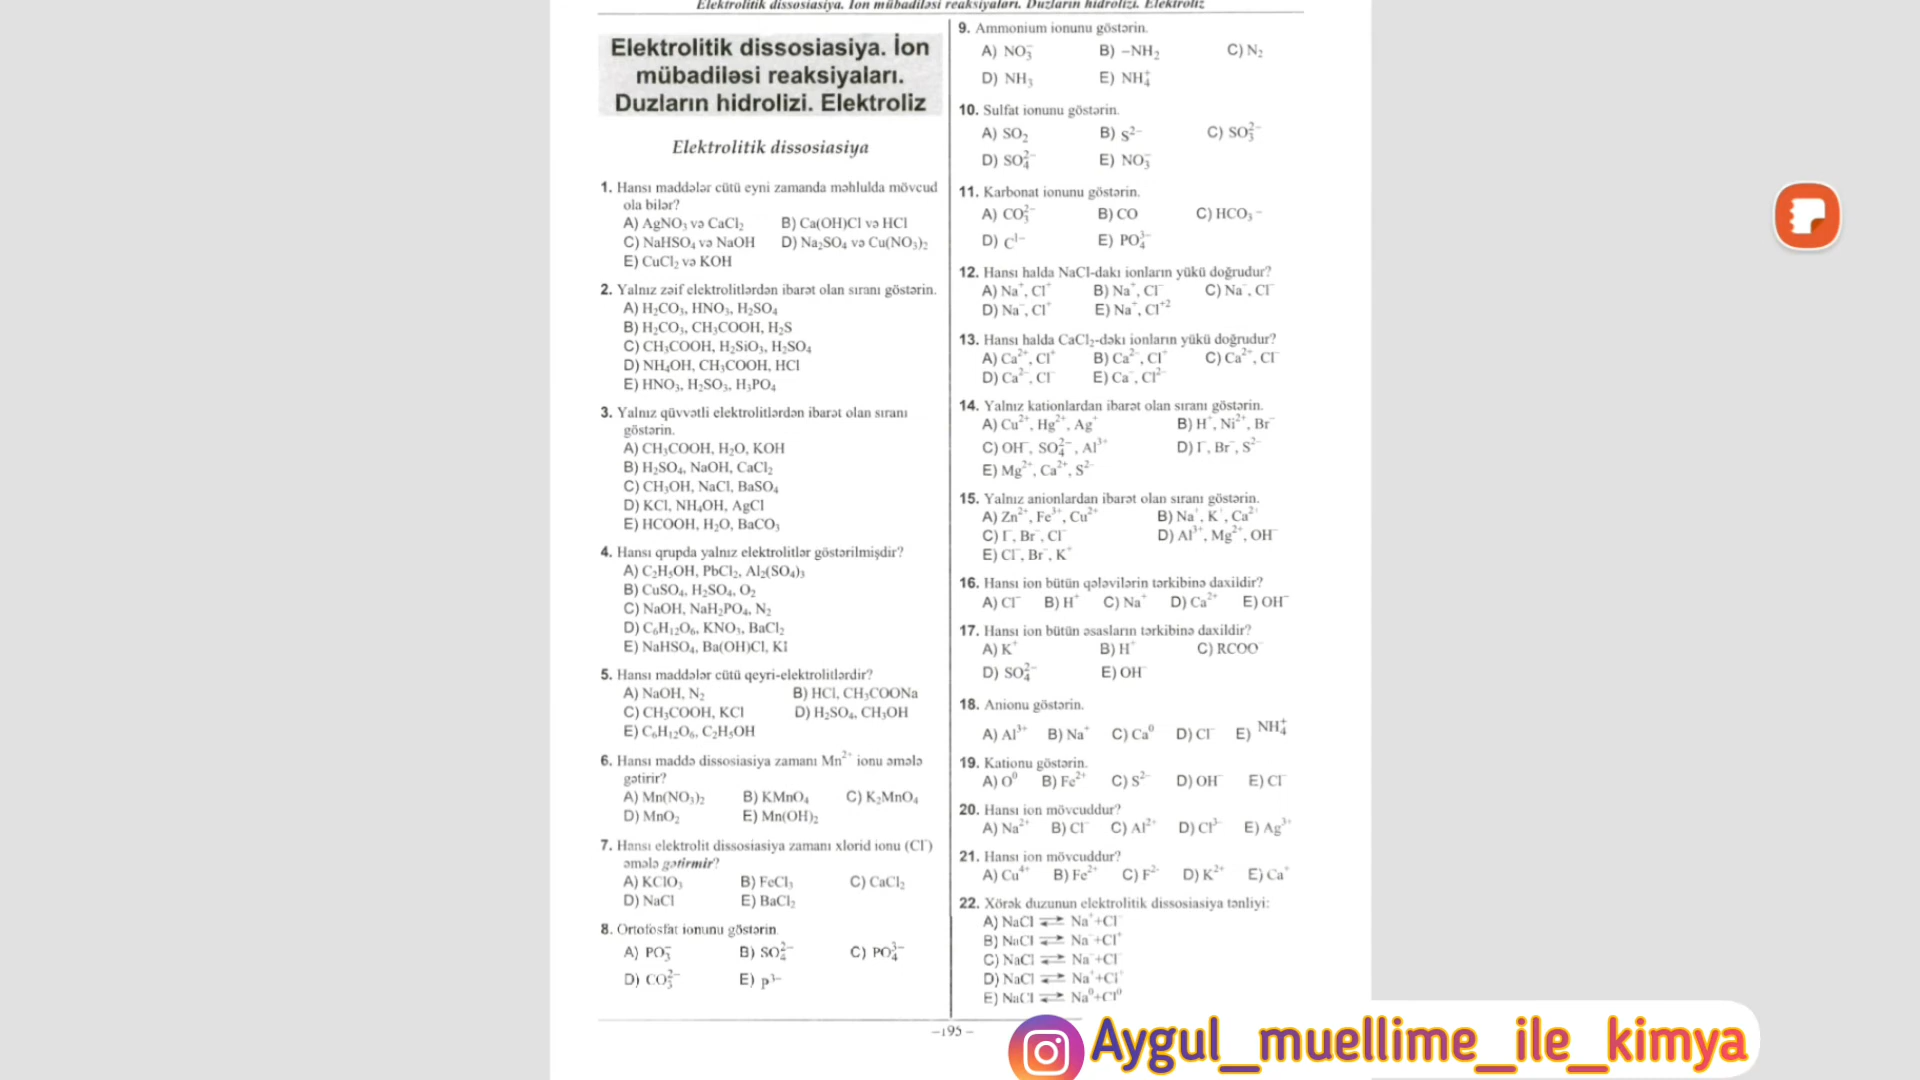 Elektrolitik dissosiasiya. Ion mübadiləsi reaksiyaları. Duzların hidrolizi. Elektroliz
Elektrolitik dissosiasiya. İon
mübadiləsi reaksiyaları.
Duzların hidrolizi. Elektroliz
Elektrolitik dissosiasiya
1. Hansı maddələr cütü eyni zamanda məhlulda mövcud
ola bilər?
A) AgNO₃ və CaCl₂ B) Ca(OH)Cl və HCl
C) NaHSO₄ və NaOH D) Na₂SO₄ və Cu(NO₃)₂
E) CuCl₂ və KOH
2. Yalnız zəif elektrolitlərdən ibarət olan sıranı göstərin.
A) H₂CO₃, HNO₃, H₂SO₄
B) H₂CO₃, CH₃COOH, H₂S
C) CH₃COOH, H₂SiO₃, H₂SO₄
D) NH₄OH, CH₃COOH, HCl
E) HNO₃, H₂SO₃, H₃PO₄
3. Yalnız qüvvətli elektrolitlərdən ibarət olan sıranı
göstərin.
A) CH₃COOH, H₂O, KOH
B) H₂SO₄, NaOH, CaCl₂
C) CH₃OH, NaCl, BaSO₄
D) KCl, NH₄OH, AgCl
E) HCOOH, H₂O, BaCO₃
4. Hansı qrupda yalnız elektrolitlər göstərilmişdir?
A) C₂H₅OH, PbCl₂, Al₂(SO₄)₃
B) CuSO₄, H₂SO₄, O₂
C) NaOH, NaH₂PO₄, N₂
D) C₆H₁₂O₆, KNO₃, BaCl₂
E) NaHSO₄, Ba(OH)Cl, KI
5. Hansı maddələr cütü qeyri-elektrolitlərdir?
A) NaOH, N₂ B) HCl, CH₃COONa
C) CH₃COOH, KCl D) H₂SO₄, CH₃OH
E) C₆H₁₂O₆, C₂H₅OH
6. Hansı maddə dissosiasiya zamanı Mn²⁺ ionu əmələ
gətirir?
A) Mn(NO₃)₂ B) KMnO₄ C) K₂MnO₄
D) MnO₂ E) Mn(OH)₂
7. Hansı elektrolit dissosiasiya zamanı xlorid ionu (Cl⁻)
əmələ gətirmir?
A) KClO₃ B) FeCl₃ C) CaCl₂
D) NaCl E) BaCl₂
8. Ortofosfat ionunu göstərin.
A) PO₃⁻ B) SO₄²⁻ C) PO₄³⁻
D) CO₃²⁻ E) P³⁻
9. Ammonium ionunu göstərin.
A) NO₃⁻ B) –NH₂ C) N₂
D) NH₃ E) NH₄⁺
10. Sulfat ionunu göstərin.
A) SO₂ B) S²⁻ C) SO₃²⁻
D) SO₄²⁻ E) NO₃⁻
11. Karbonat ionunu göstərin.
A) CO₃²⁻ B) CO C) HCO₃⁻
D) C¹⁻ E) PO₄³⁻
12. Hansı halda NaCl-dakı ionların yükü doğrudur?
A) Na⁺, Cl⁺ B) Na⁺, Cl⁻ C) Na⁻, Cl⁻
D) Na⁻, Cl⁺ E) Na⁺, Cl⁺²
13. Hansı halda CaCl₂-dəki ionların yükü doğrudur?
A) Ca²⁺, Cl⁺ B) Ca²⁻, Cl⁺ C) Ca²⁺, Cl⁻
D) Ca²⁻, Cl⁻ E) Ca⁻, Cl²⁻
14. Yalnız kationlardan ibarət olan sıranı göstərin.
A) Cu²⁺, Hg²⁺, Ag⁺ B) H⁺, Ni²⁺, Br⁻
C) OH⁻, SO₄²⁻, Al³⁺ D) I⁻, Br⁻, S²⁻
E) Mg²⁺, Ca²⁺, S²⁻
15. Yalnız anionlardan ibarət olan sıranı göstərin.
A) Zn²⁺, Fe³⁺, Cu²⁺ B) Na⁺, K⁺, Ca²⁺
C) I⁻, Br⁻, Cl⁻ D) Al³⁺, Mg²⁺, OH⁻
E) Cl⁻, Br⁻, K⁺
16. Hansı ion bütün qələvilərin tərkibinə daxildir?
A) Cl⁻ B) H⁺ C) Na⁺ D) Ca²⁺ E) OH⁻
17. Hansı ion bütün əsasların tərkibinə daxildir?
A) K⁺ B) H⁺ C) RCOO⁻
D) SO₄²⁻ E) OH⁻
18. Anionu göstərin.
A) Al³⁺ B) Na⁺ C) Ca⁰ D) Cl⁻ E) NH₄⁺
19. Kationu göstərin.
A) O⁰ B) Fe²⁺ C) S²⁻ D) OH⁻ E) Cl⁻
20. Hansı ion mövcuddur?
A) Na²⁺ B) Cl⁻ C) Al²⁺ D) Cl³⁻ E) Ag³⁺
21. Hansı ion mövcuddur?
A) Cu⁴⁺ B) Fe²⁺ C) F²⁻ D) K²⁺ E) Ca⁺
22. Xörək duzunun elektrolitik dissosiasiya tənliyi:
A) NaCl ⇄ Na⁺+Cl⁻
B) NaCl ⇄ Na⁻+Cl⁺
C) NaCl ⇄ Na⁻+Cl⁻
D) NaCl ⇄ Na⁺+Cl⁺
E) NaCl ⇄ Na⁰+Cl⁰
–195–
Aygul_muellime_ile_kimya